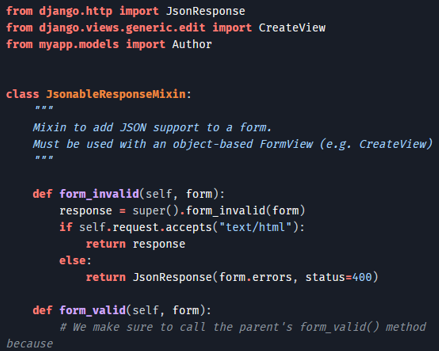 from django.http import JsonResponse
from django.views.generic.edit import CreateView
from myapp.models import Author


class JsonableResponseMixin:
    """
    Mixin to add JSON support to a form.
    Must be used with an object-based FormView (e.g. CreateView)
    """

    def form_invalid(self, form):
        response = super().form_invalid(form)
        if self.request.accepts("text/html"):
            return response
        else:
            return JsonResponse(form.errors, status=400)

    def form_valid(self, form):
        # We make sure to call the parent's form_valid() method
because